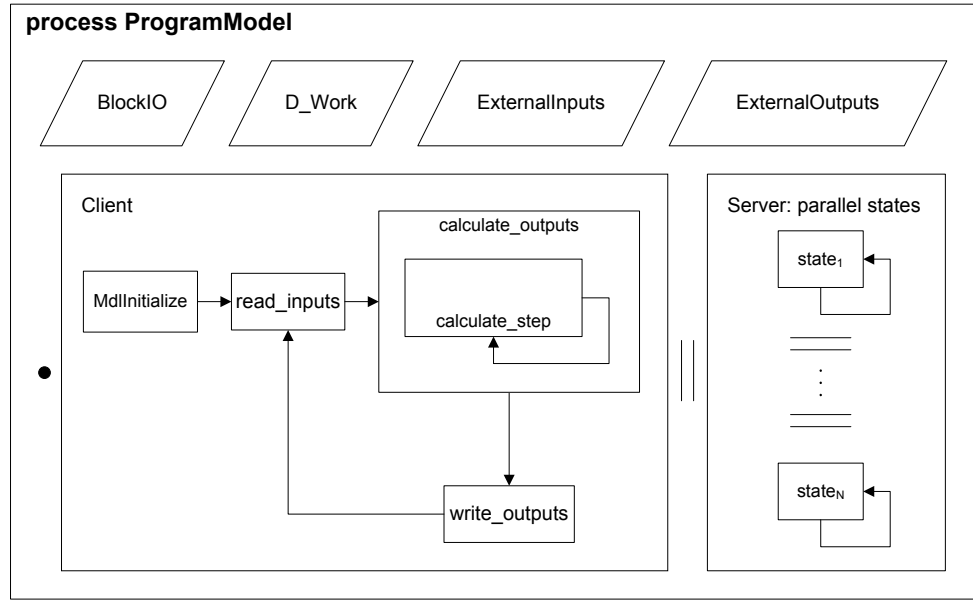 process ProgramModel
BlockIO
D_Work
ExternalInputs
ExternalOutputs
Client
Server: parallel states
calculate_outputs
MdlInitialize
read_inputs
calculate_step
write_outputs
state₁
stateₙ